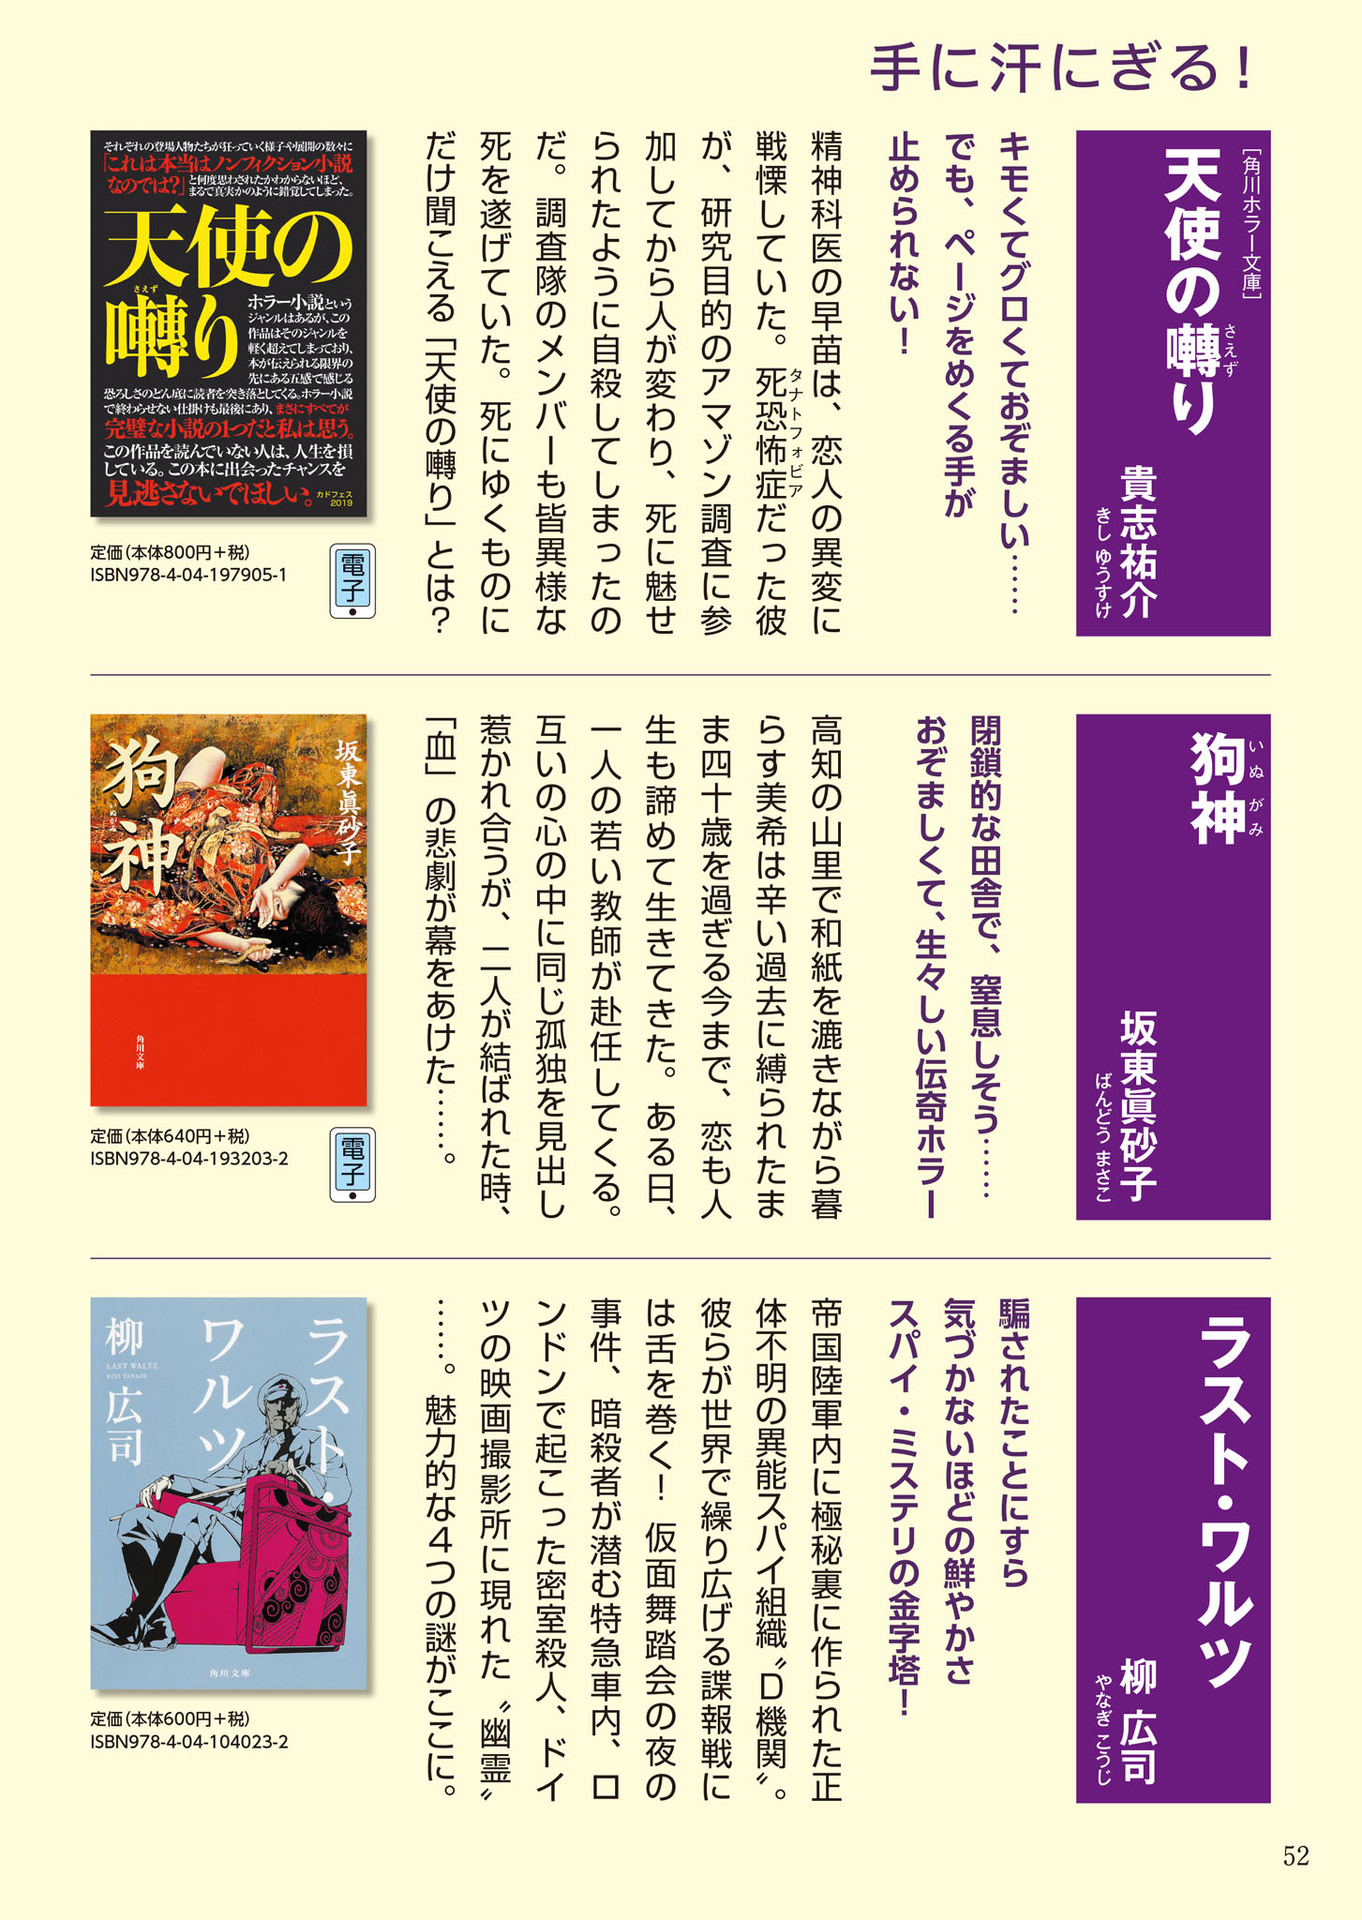 手に汗にぎる！
［角川ホラー文庫］
天使の囀り
さえず
貴志祐介
きし ゆうすけ
キモくてグロくておぞましい……
でも、ページをめくる手が
止められない！
精神科医の早苗は、恋人の異変に
戦慄していた。死恐怖症だった彼
タナトフォビア
が、研究目的のアマゾン調査に参
加してから人が変わり、死に魅せ
られたように自殺してしまったの
だ。調査隊のメンバーも皆異様な
死を遂げていた。死にゆくものに
だけ聞こえる「天使の囀り」とは？
それぞれの登場人物たちが狂っていく様子や展開の数々に
「これは本当はノンフィクション小説
なのでは？」と何度思わされたかわからないほど、
まるで真実かのように錯覚してしまった。
天使の
さえず
囀り
ホラー小説という
ジャンルはあるが、この
作品はそのジャンルを
軽く超えてしまっており、
本が伝えられる限界の
先にある五感で感じる
恐ろしさのどん底に読者を突き落としてくる。ホラー小説
で終わらせない仕掛けも最後にあり、まさにすべてが
完璧な小説の1つだと私は思う。
この作品を読んでいない人は、人生を損
している。この本に出会ったチャンスを
見逃さないでほしい。
カドフェス
2019
定価（本体800円＋税）
ISBN978-4-04-197905-1
電子
狗神
いぬがみ
坂東眞砂子
ばんどう まさこ
閉鎖的な田舎で、窒息しそう……
おぞましくて、生々しい伝奇ホラー
高知の山里で和紙を漉きながら暮
らす美希は辛い過去に縛られたま
ま四十歳を過ぎる今まで、恋も人
生も諦めて生きてきた。ある日、
一人の若い教師が赴任してくる。
互いの心の中に同じ孤独を見出し
惹かれ合うが、二人が結ばれた時、
「血」の悲劇が幕をあけた……。
坂東眞砂子
狗神
いぬがみ
角川文庫
定価（本体640円＋税）
ISBN978-4-04-193203-2
電子
ラスト・ワルツ
柳 広司
やなぎ こうじ
騙されたことにすら
気づかないほどの鮮やかさ
スパイ・ミステリの金字塔！
帝国陸軍内に極秘裏に作られた正
体不明の異能スパイ組織〝Ｄ機関〟。
彼らが世界で繰り広げる諜報戦に
は舌を巻く！ 仮面舞踏会の夜の
事件、暗殺者が潜む特急車内、ロ
ンドンで起こった密室殺人、ドイ
ツの映画撮影所に現れた〝幽霊〟
……。魅力的な４つの謎がここに。
ラスト・
ワルツ
LAST WALTZ
KOJI YANAGI
柳 広司
角川文庫
定価（本体600円＋税）
ISBN978-4-04-104023-2
52